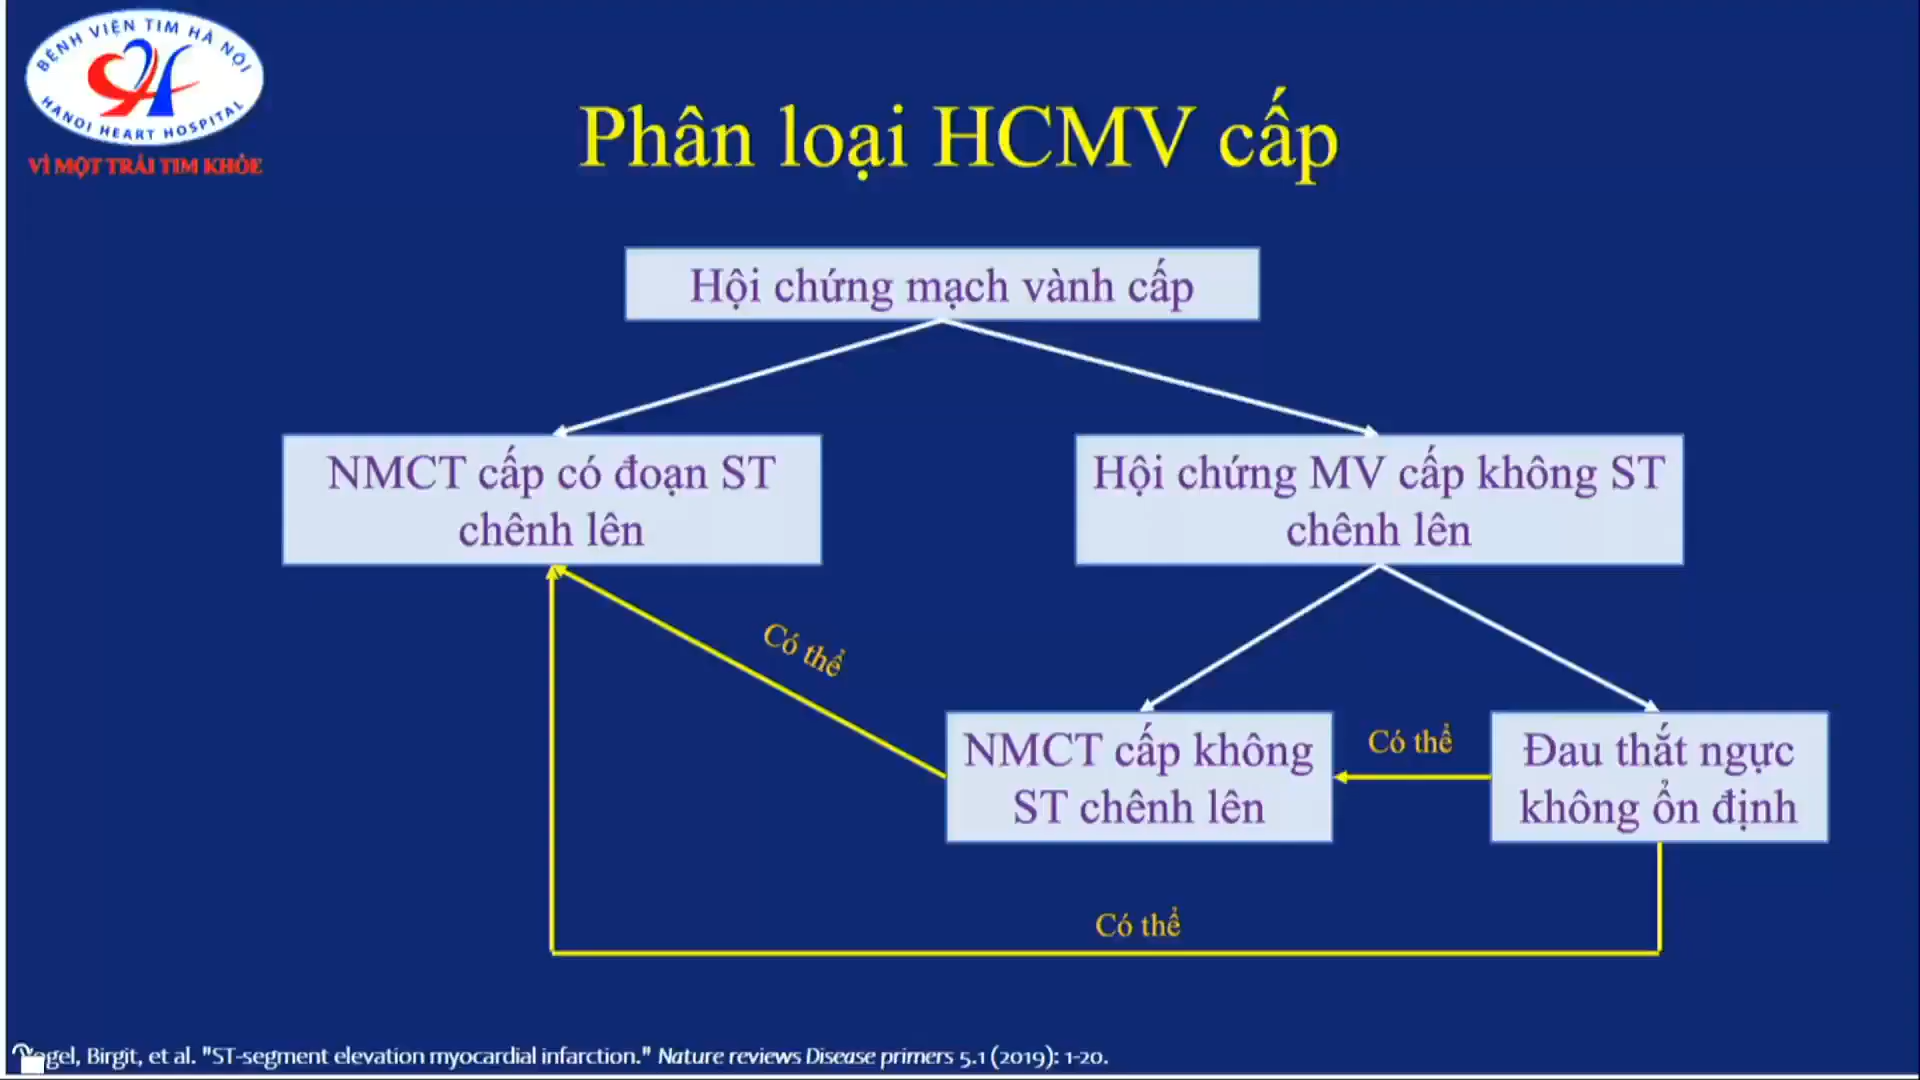 BỆNH VIỆN TIM HÀ NỘI
HANOI HEART HOSPITAL
VÌ MỘT TRÁI TIM KHỎE
Phân loại HCMV cấp
Hội chứng mạch vành cấp
NMCT cấp có đoạn ST
chênh lên
Hội chứng MV cấp không ST
chênh lên
Có thể
NMCT cấp không
ST chênh lên
Có thể
Đau thắt ngực
không ổn định
Có thể
et al. "ST-segment elevation myocardial infarction." Nature reviews Disease primers 5.1 (2019): 1-20.